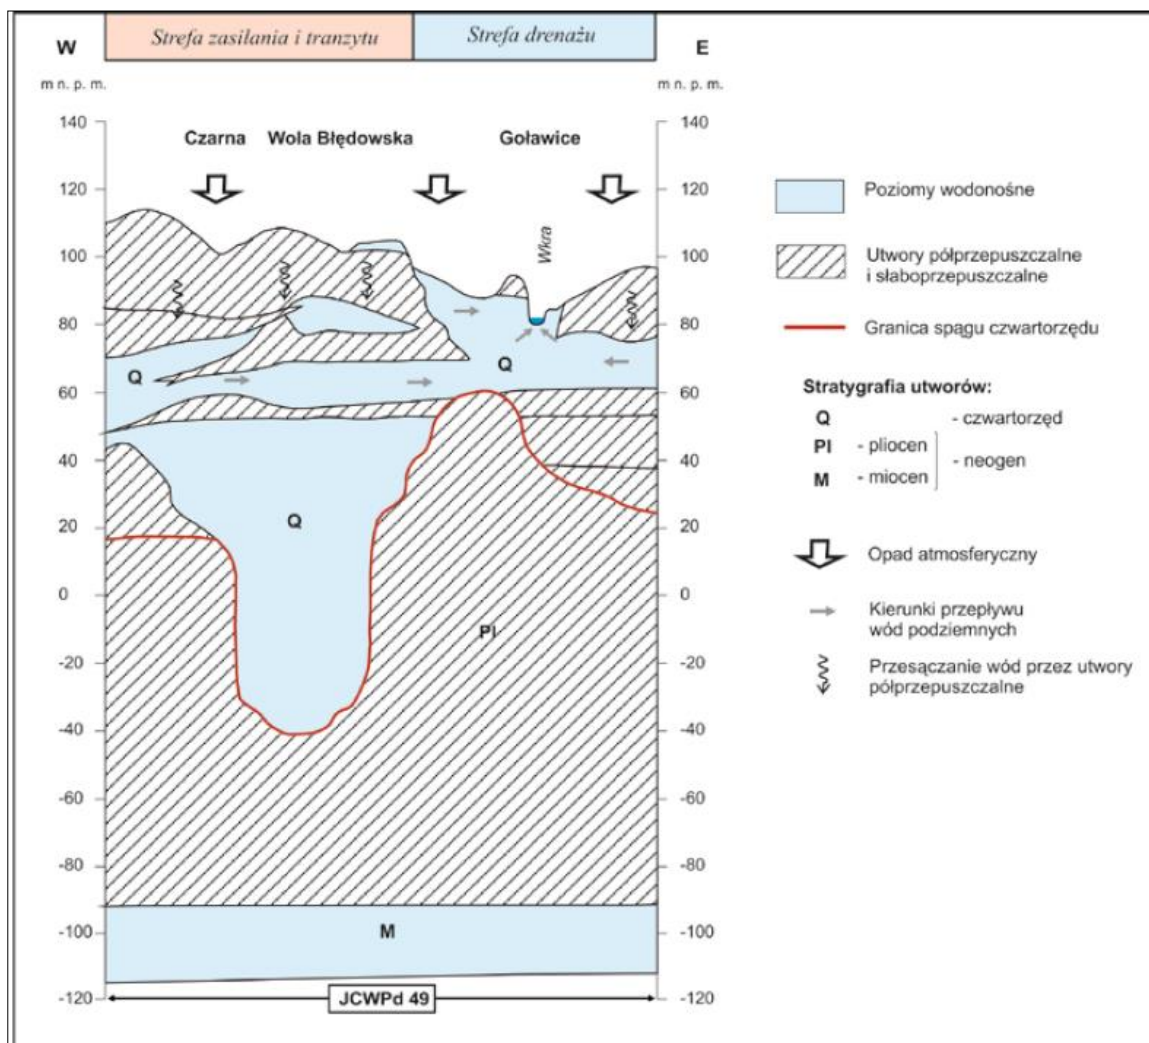 Strefa zasilania i tranzytu
Strefa drenażu
W
E
m n. p. m.
m n. p. m.
140
120
100
80
60
40
20
0
-20
-40
-60
-80
-100
-120
140
120
100
80
60
40
20
0
-20
-40
-60
-80
-100
-120
Czarna
Wola Błędowska
Goławice
Wkra
Q
Q
Q
Pl
M
JCWPd 49
Poziomy wodonośne
Utwory półprzepuszczalne
i słaboprzepuszczalne
Granica spągu czwartorzędu
Stratygrafia utworów:
Q - czwartorzęd
Pl - pliocen
- neogen
M - miocen
Opad atmosferyczny
Kierunki przepływu
wód podziemnych
Przesączanie wód przez utwory
półprzepuszczalne